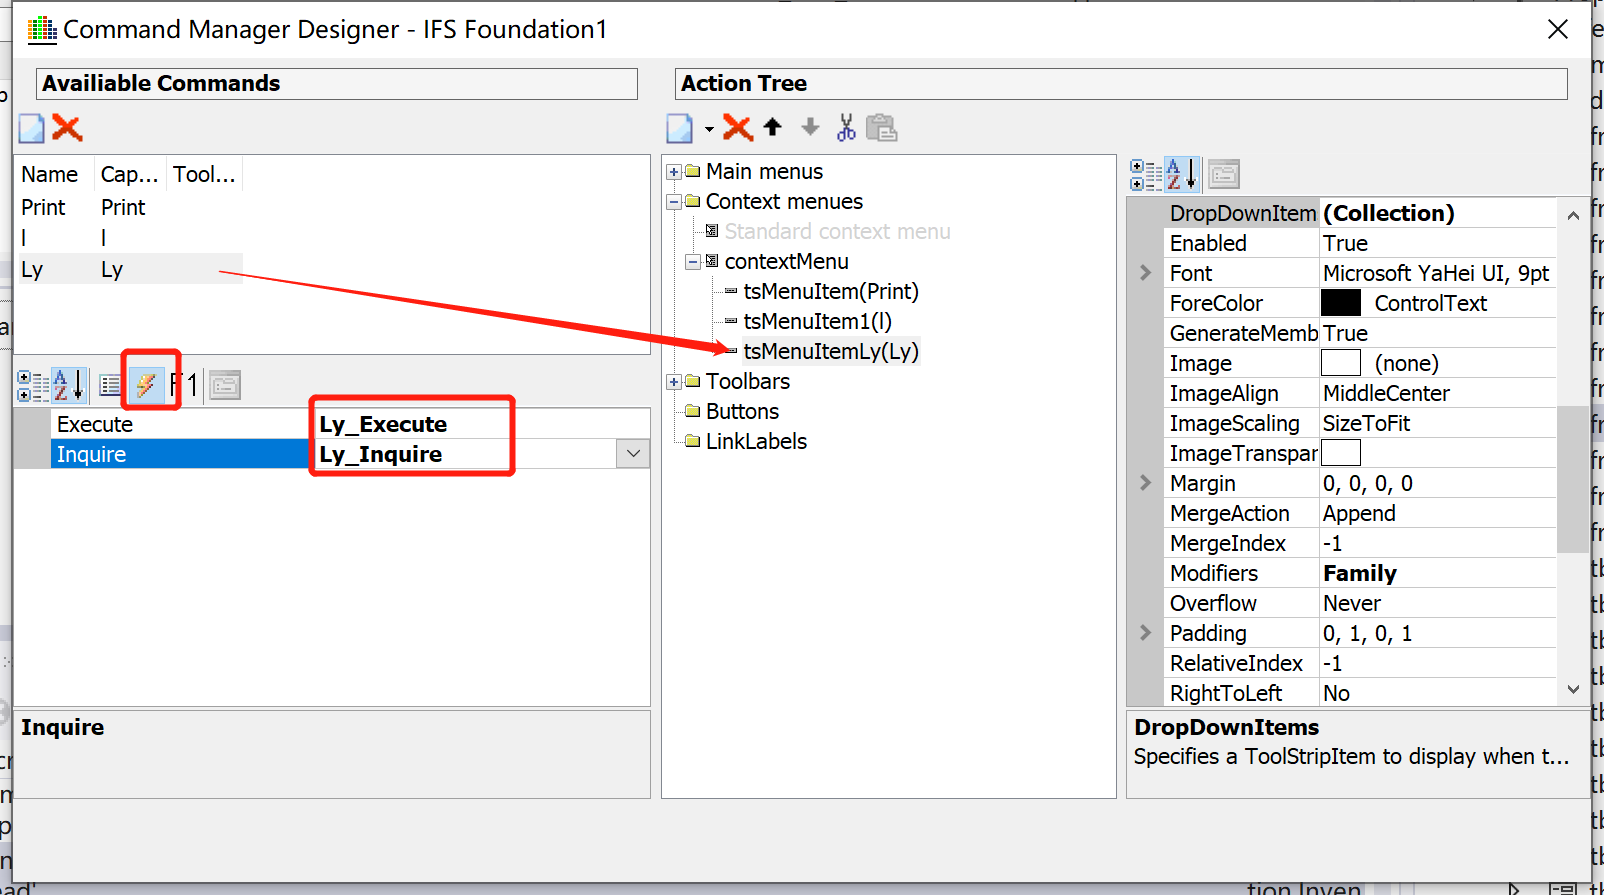 Command Manager Designer - IFS Foundation1
Availiable Commands
Name Cap... Tool...
Print Print
l l
Ly Ly
Execute Ly_Execute
Inquire Ly_Inquire
Inquire
Action Tree
Main menus
Context menues
Standard context menu
contextMenu
tsMenuItem(Print)
tsMenuItem1(l)
tsMenuItemLy(Ly)
Toolbars
Buttons
LinkLabels
DropDownItem (Collection)
Enabled True
Font Microsoft YaHei UI, 9pt
ForeColor ControlText
GenerateMemb True
Image (none)
ImageAlign MiddleCenter
ImageScaling SizeToFit
ImageTranspar
Margin 0, 0, 0, 0
MergeAction Append
MergeIndex -1
Modifiers Family
Overflow Never
Padding 0, 1, 0, 1
RelativeIndex -1
RightToLeft No
DropDownItems
Specifies a ToolStripItem to display when t...